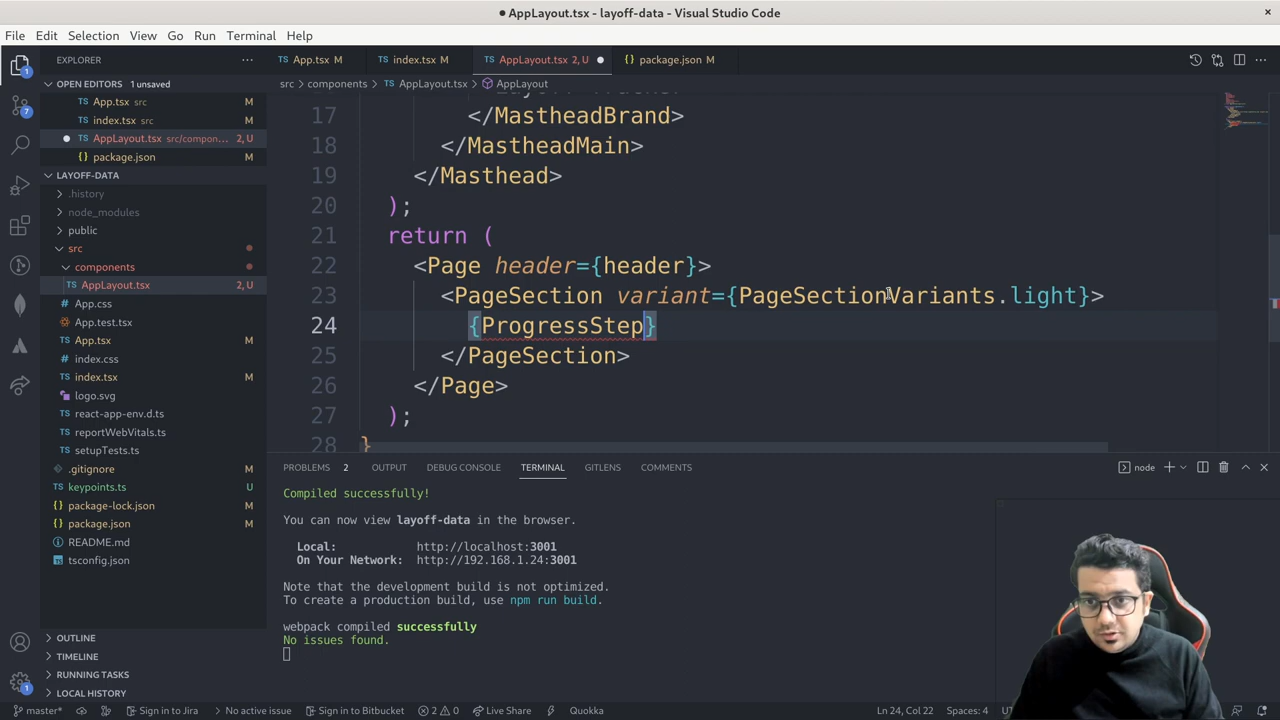 AppLayout.tsx - layoff-data - Visual Studio Code
File Edit Selection View Go Run Terminal Help
EXPLORER
OPEN EDITORS 1 unsaved
TS App.tsx src M
TS index.tsx src M
TS AppLayout.tsx src/compon... 2, U
{} package.json M
LAYOFF-DATA
.history
node_modules
public
src
components
TS AppLayout.tsx 2, U
App.css
App.test.tsx
App.tsx M
index.css
index.tsx M
logo.svg
react-app-env.d.ts
reportWebVitals.ts
setupTests.ts
.gitignore M
keypoints.ts U
package-lock.json M
package.json M
README.md
tsconfig.json
OUTLINE
TIMELINE
RUNNING TASKS
LOCAL HISTORY
TS App.tsx M TS index.tsx M TS AppLayout.tsx 2, U {} package.json M
src > components > TS AppLayout.tsx > AppLayout
17 </MastheadBrand>
18 </MastheadMain>
19 </Masthead>
20 );
21 return (
22 <Page header={header}>
23 <PageSection variant={PageSectionVariants.light}>
24 {ProgressStep}
25 </PageSection>
26 </Page>
27 );
28 }
PROBLEMS 2 OUTPUT DEBUG CONSOLE TERMINAL GITLENS COMMENTS
node
Compiled successfully!
You can now view layoff-data in the browser.
Local: http://localhost:3001
On Your Network: http://192.168.1.24:3001
Note that the development build is not optimized.
To create a production build, use npm run build.
webpack compiled successfully
No issues found.
master* Sign in to Jira No active issue Sign in to Bitbucket 2 0 Live Share Quokka Ln 24, Col 22 Spaces: 4